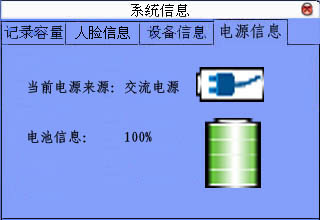 系统信息
记录容量 人脸信息 设备信息 电源信息
当前电源来源: 交流电源
电池信息: 100%